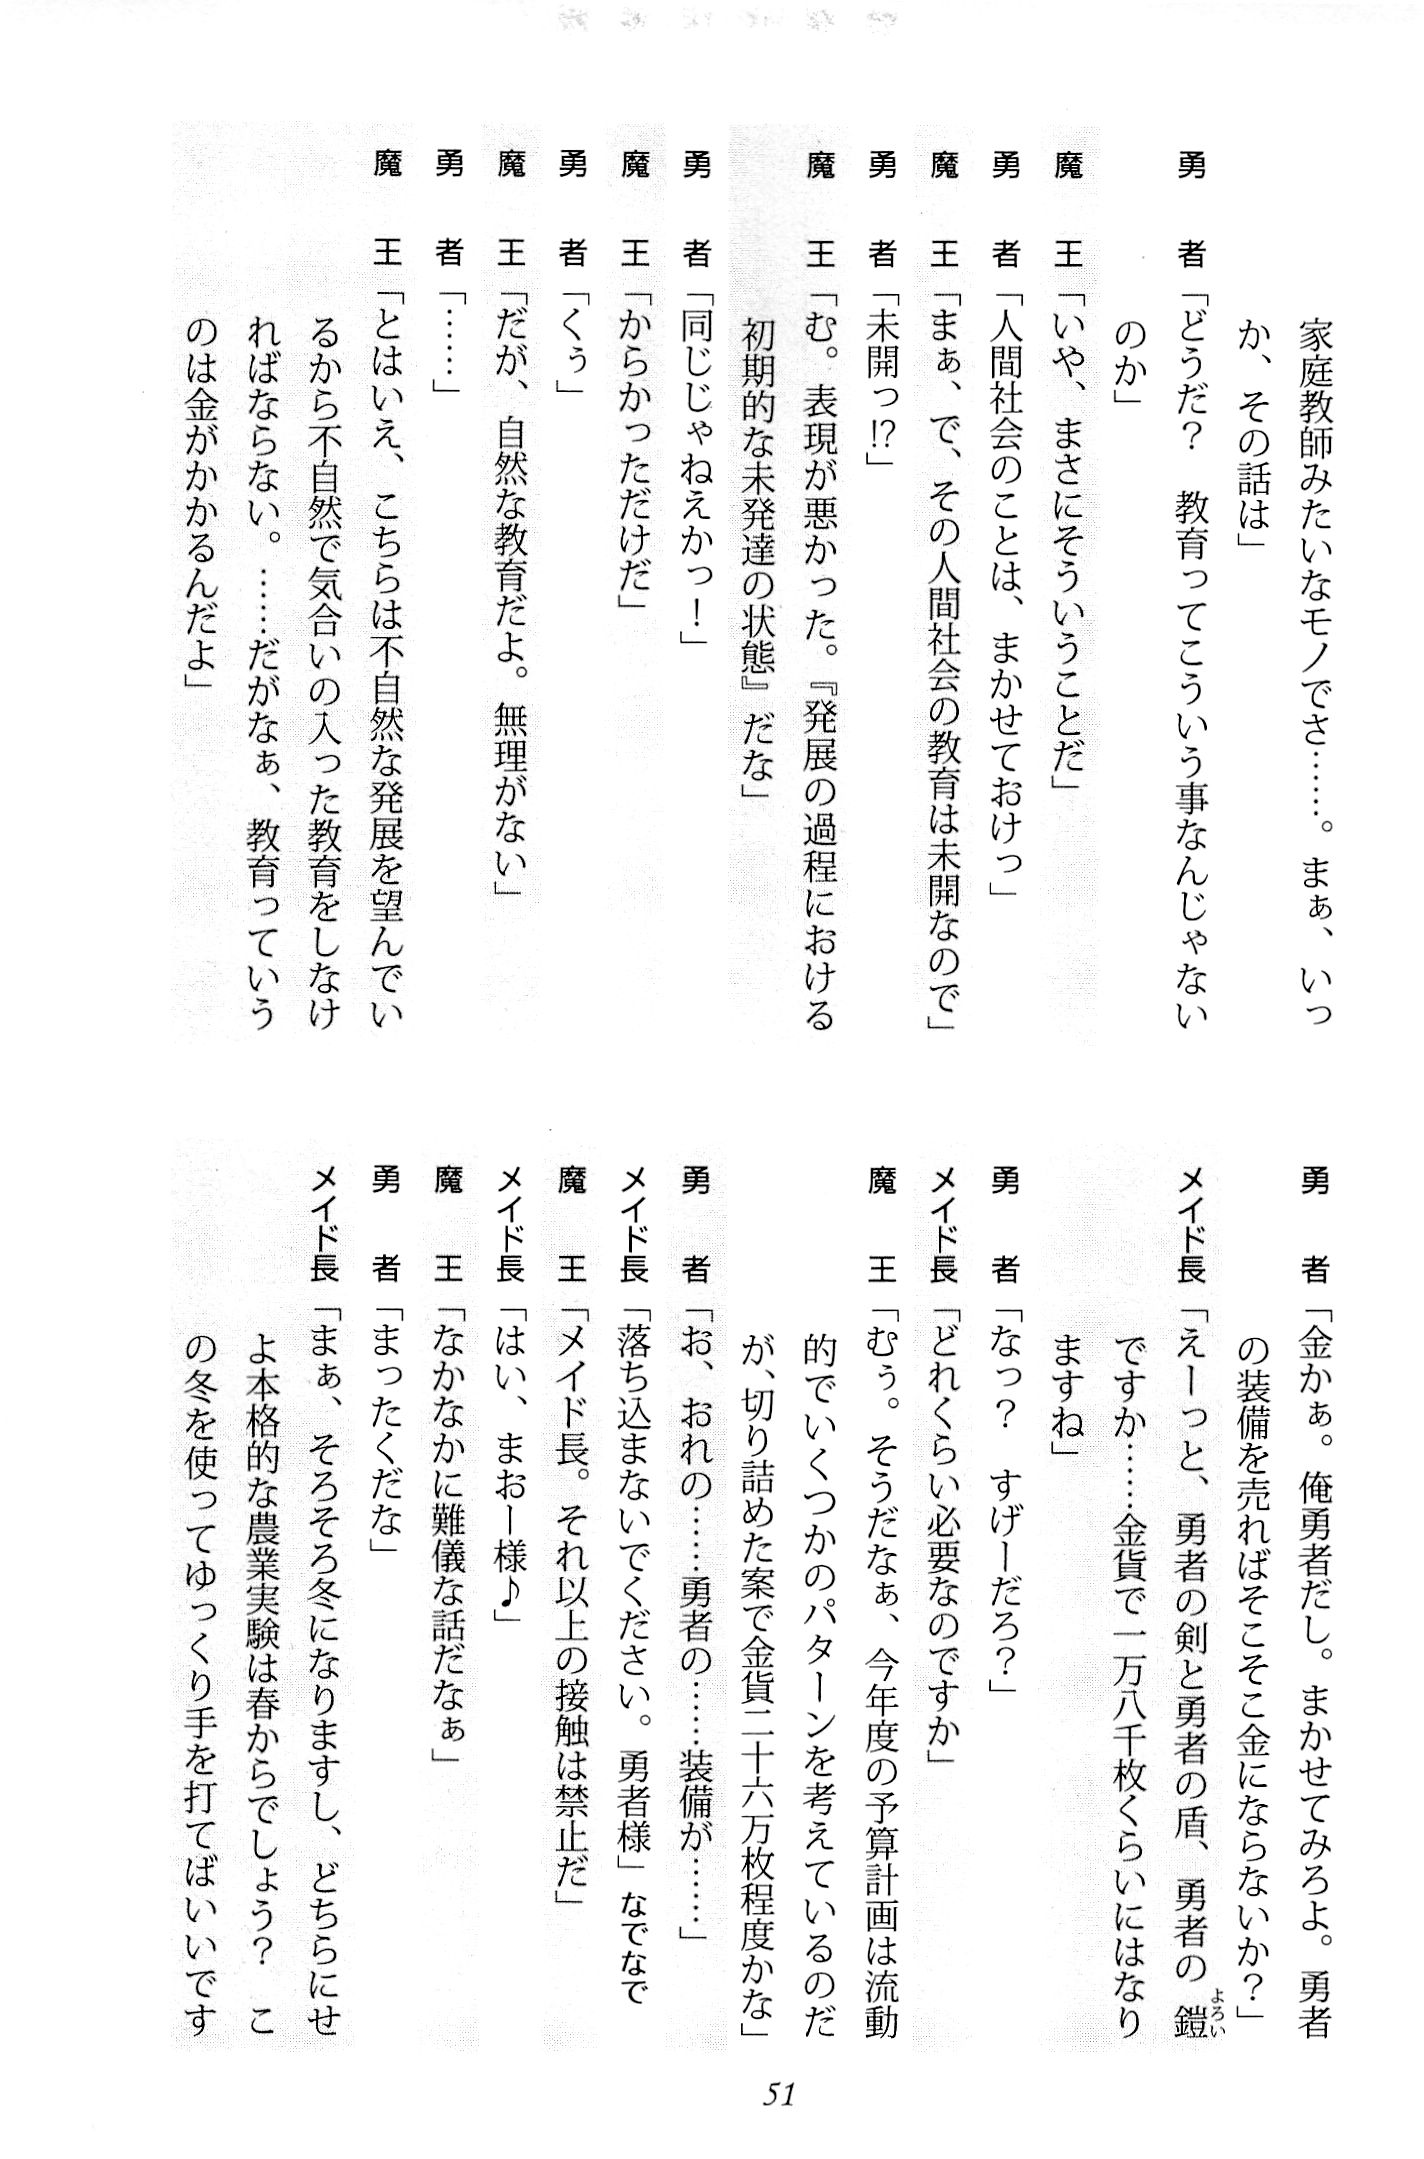 家庭教師みたいなモノでさ……。まぁ、いっ
か、その話は」
勇者「どうだ？　教育ってこういう事なんじゃない
のか」
魔王「いや、まさにそういうことだ」
勇者「人間社会のことは、まかせておけっ」
魔王「まぁ、で、その人間社会の教育は未開なので」
勇者「未開っ!?」
魔王「む。表現が悪かった。『発展の過程における
初期的な未発達の状態』だな」
勇者「同じじゃねえかっ！」
魔王「からかっただけだ」
勇者「くぅ」
魔王「だが、自然な教育だよ。無理がない」
勇者「……」
魔王「とはいえ、こちらは不自然な発展を望んでい
るから不自然で気合いの入った教育をしなけ
ればならない。……だがなぁ、教育っていう
のは金がかかるんだよ」
勇者「金かぁ。俺勇者だし。まかせてみろよ。勇者
の装備を売ればそこそこ金にならないか？」
メイド長「えーっと、勇者の剣と勇者の盾、勇者の鎧よろい
ですか……金貨で一万八千枚くらいにはなり
ますね」
勇者「なっ？　すげーだろ？」
メイド長「どれくらい必要なのですか」
魔王「むぅ。そうだなぁ、今年度の予算計画は流動
的でいくつかのパターンを考えているのだ
が、切り詰めた案で金貨二十六万枚程度かな」
勇者「お、おれの……勇者の……装備が……」
メイド長「落ち込まないでください。勇者様」なでなで
魔王「メイド長。それ以上の接触は禁止だ」
メイド長「はい、まおー様♪」
魔王「なかなかに難儀な話だなぁ」
勇者「まったくだな」
メイド長「まぁ、そろそろ冬になりますし、どちらにせ
よ本格的な農業実験は春からでしょう？　こ
の冬を使ってゆっくり手を打てばいいです
51